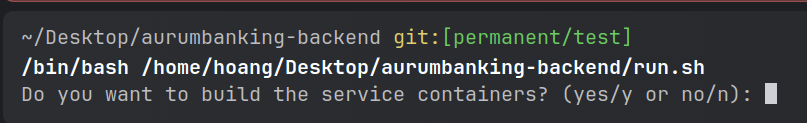 ~/Desktop/aurumbanking-backend git:[permanent/test]
/bin/bash /home/hoang/Desktop/aurumbanking-backend/run.sh
Do you want to build the service containers? (yes/y or no/n):